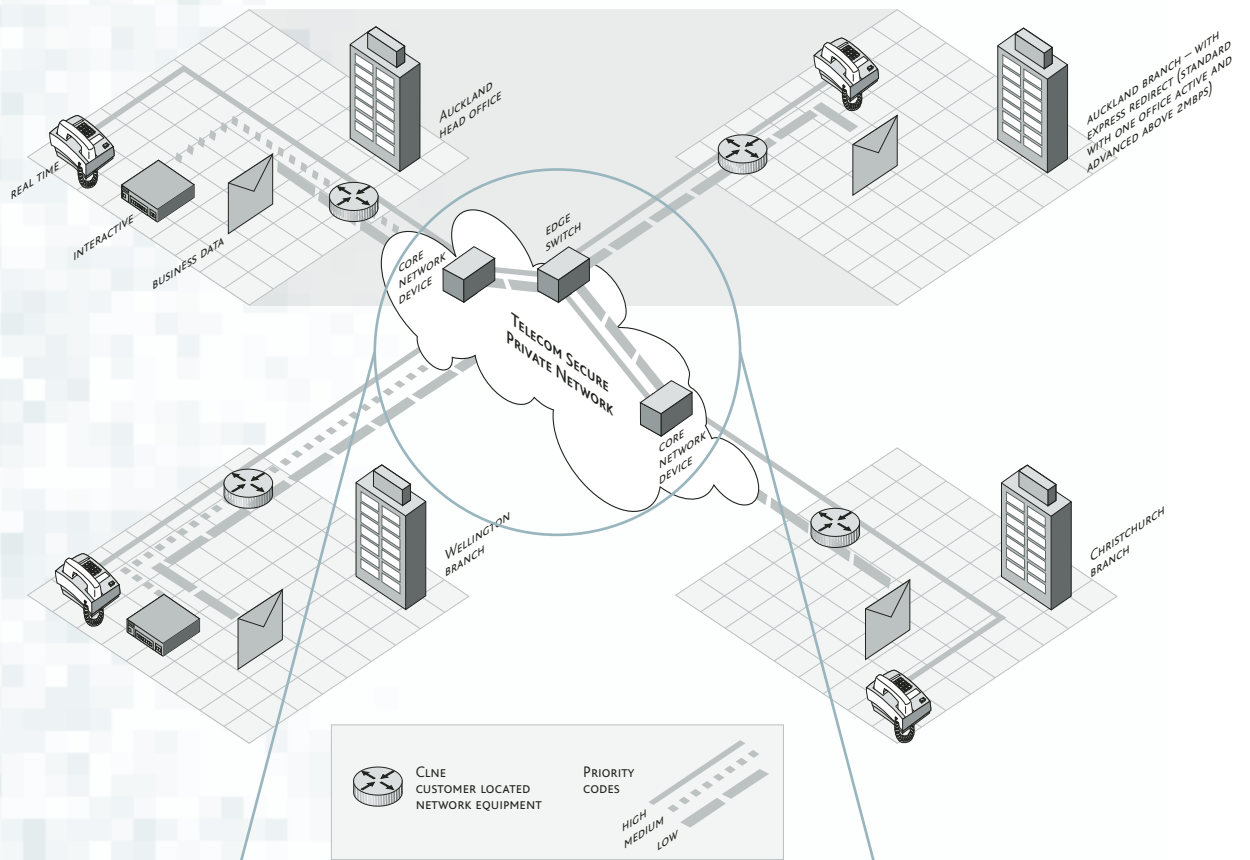 AUCKLAND
HEAD OFFICE
AUCKLAND BRANCH – WITH
EXPRESS REDIRECT (STANDARD
WITH ONE OFFICE ACTIVE AND
ADVANCED ABOVE 2MBPS)
REAL TIME
INTERACTIVE
BUSINESS DATA
EDGE
SWITCH
CORE
NETWORK
DEVICE
TELECOM SECURE
PRIVATE NETWORK
CORE
NETWORK
DEVICE
WELLINGTON
BRANCH
CHRISTCHURCH
BRANCH
CLNE
CUSTOMER LOCATED
NETWORK EQUIPMENT
PRIORITY
CODES
HIGH
MEDIUM
LOW